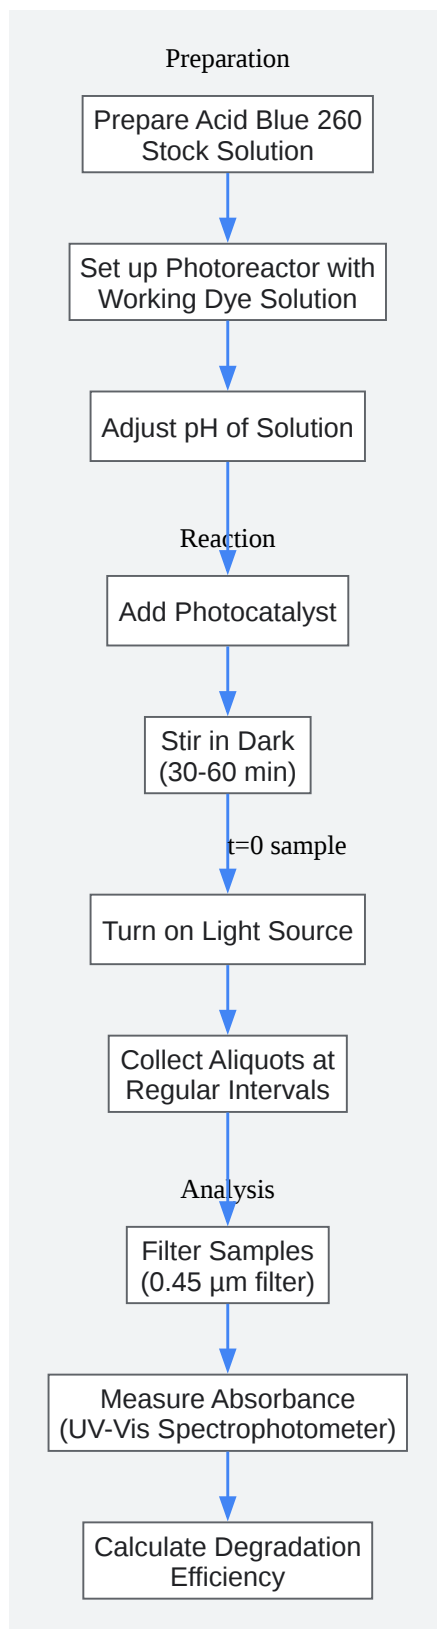 Preparation
Prepare Acid Blue 260
Stock Solution
Set up Photoreactor with
Working Dye Solution
Adjust pH of Solution
Reaction
Add Photocatalyst
Stir in Dark
(30-60 min)
t=0 sample
Turn on Light Source
Collect Aliquots at
Regular Intervals
Analysis
Filter Samples
(0.45 µm filter)
Measure Absorbance
(UV-Vis Spectrophotometer)
Calculate Degradation
Efficiency